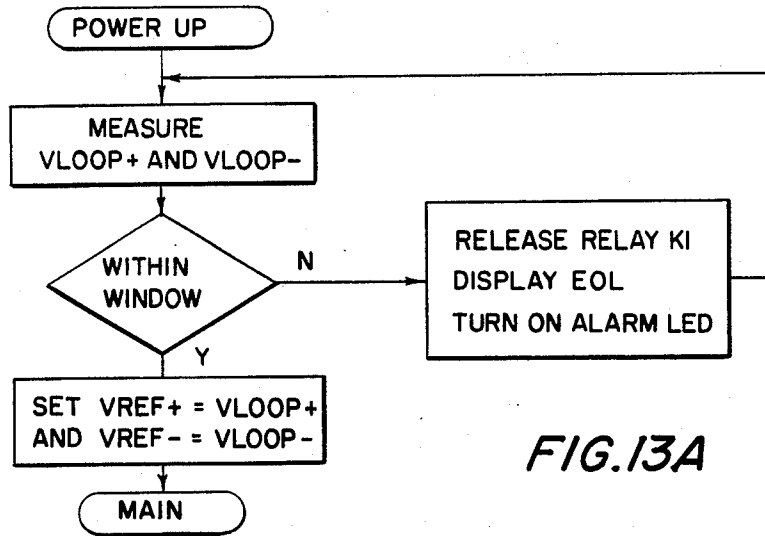 POWER UP
MEASURE
VLOOP+ AND VLOOP-
WITHIN
WINDOW
N
RELEASE RELAY K1
DISPLAY EOL
TURN ON ALARM LED
Y
SET VREF+ = VLOOP+
AND VREF- = VLOOP-
MAIN
FIG.13A